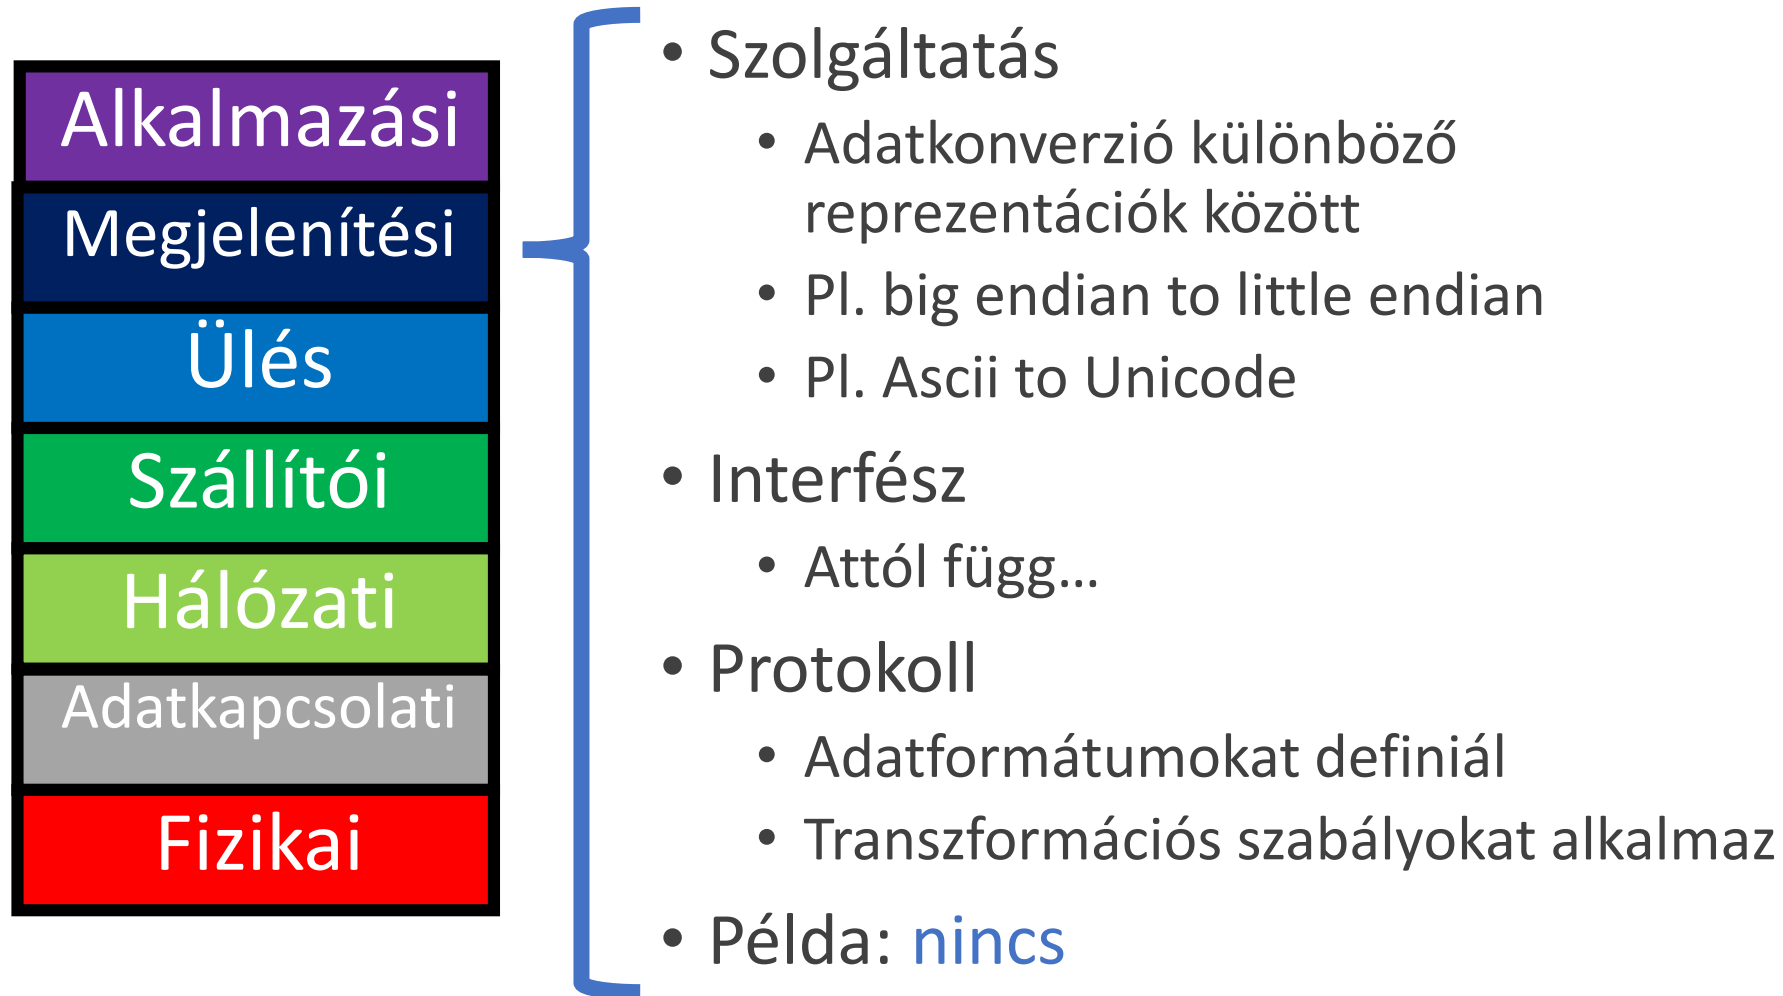 Alkalmazási
Megjelenítési
Ülés
Szállítói
Hálózati
Adatkapcsolati
Fizikai
• Szolgáltatás
• Adatkonverzió különböző
reprezentációk között
• Pl. big endian to little endian
• Pl. Ascii to Unicode
• Interfész
• Attól függ…
• Protokoll
• Adatformátumokat definiál
• Transzformációs szabályokat alkalmaz
• Példa: nincs